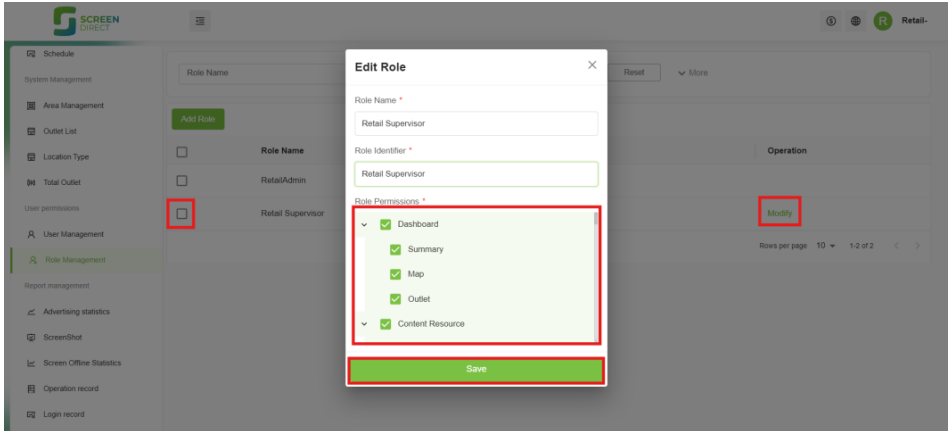 SCREEN
DIRECT
R
Retail-
Schedule
System Management
Area Management
Outlet List
Location Type
Total Outlet
User permissions
User Management
Role Management
Report management
Advertising statistics
ScreenShot
Screen Offline Statistics
Operation record
Login record
Role Name
Reset
More
Add Role
Role Name
Operation
RetailAdmin
Retail Supervisor
Modify
Rows per page 10 1-2 of 2
Edit Role
Role Name *
Retail Supervisor
Role Identifier *
Retail Supervisor
Role Permissions *
Dashboard
Summary
Map
Outlet
Content Resource
Save